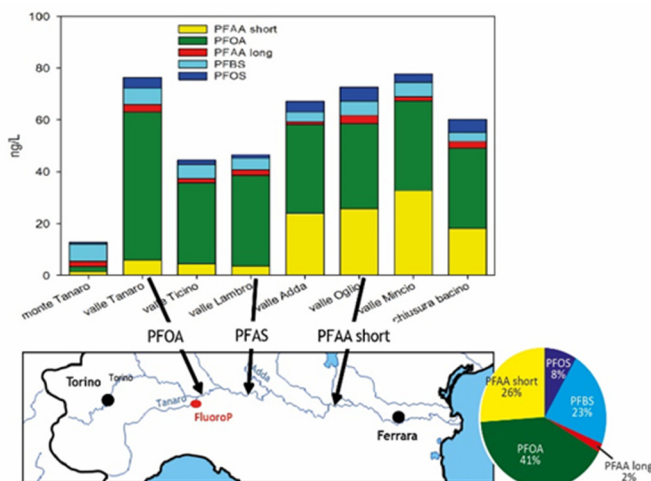 100
80
60
40
20
0
ng/L
PFAA short
PFOA
PFAA long
PFBS
PFOS
monte Tanaro
valle Tanaro
valle Ticino
valle Lambro
valle Adda
valle Oglio
valle Mincio
chiusura bacino
PFOA
PFAS
PFAA short
Torino
Torino
Tanaro
Adda
FluoroP
Ferrara
PFOS
8%
PFBS
23%
PFAA long
2%
PFOA
41%
PFAA short
26%